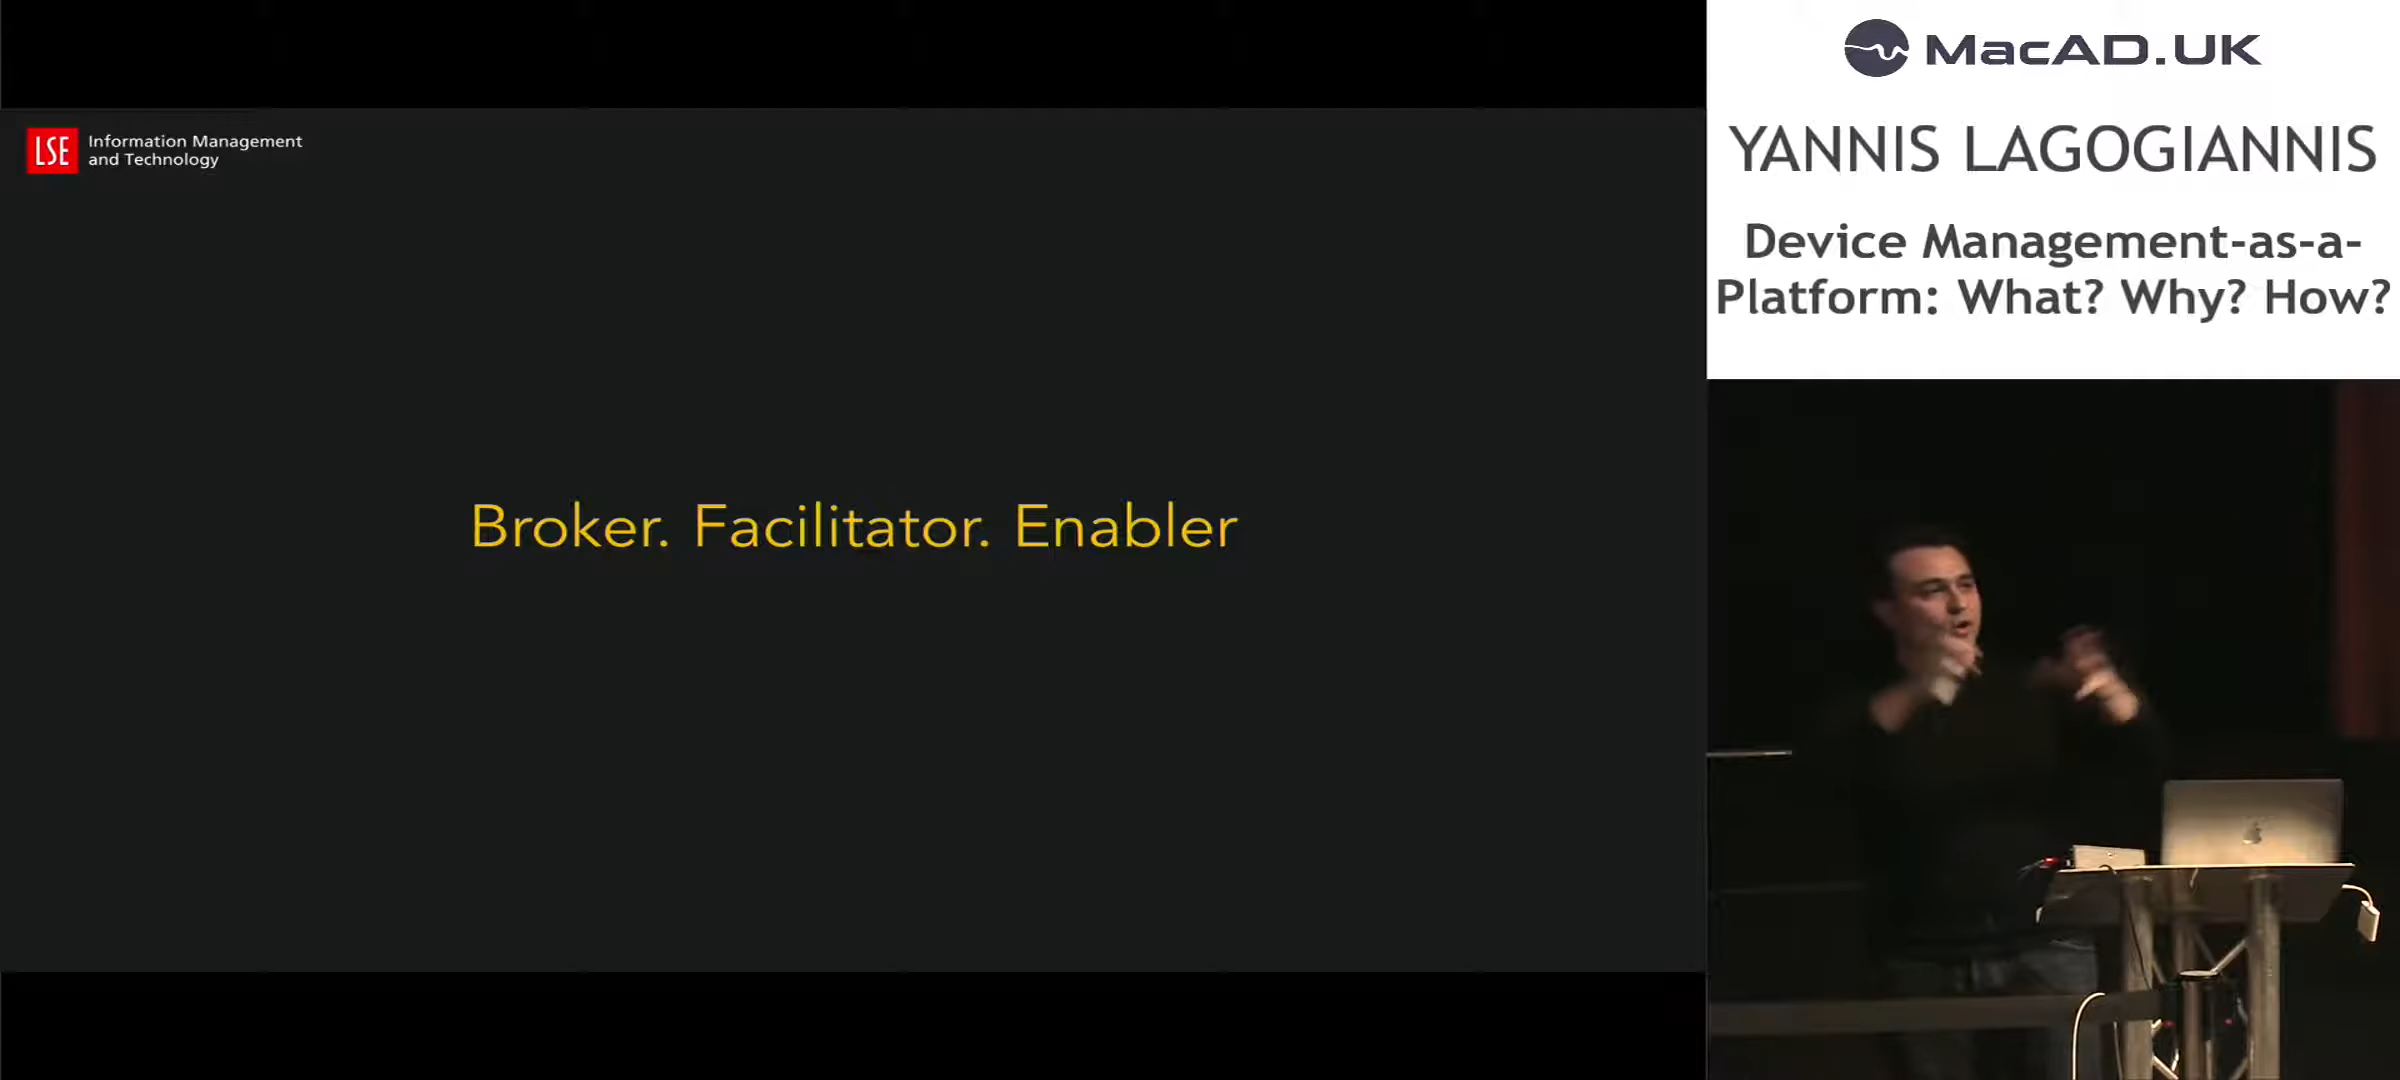 LSE
Information Management
and Technology
Broker. Facilitator. Enabler
MacAD.UK
YANNIS LAGOGIANNIS
Device Management-as-a-
Platform: What? Why? How?